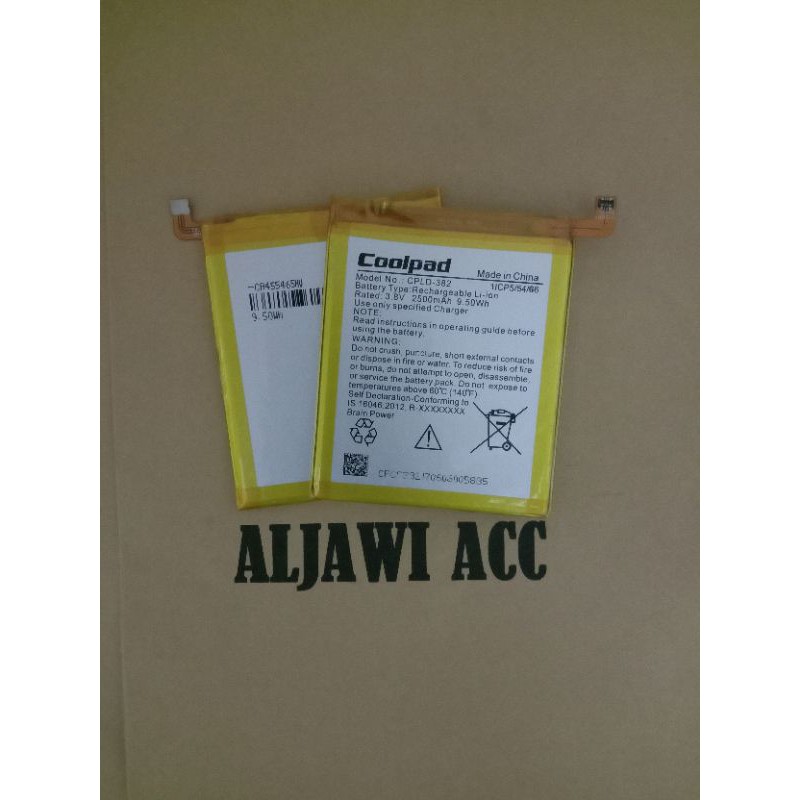 CA455465HV
9.50Wh
Coolpad
Made in China
Model No.: CPLD-382
1/CP5/54/66
Battery Type:Rechargeable Li-ion
Rated: 3.8V 2500mAh 9.50Wh
Use only specified Charger
NOTE:
Read instructions in operating guide before
using the battery.
WARNING:
Do not crush, puncture, short external contacts
or dispose in fire or water. To reduce risk of fire
or burns, do not attempt to open, disassemble,
or service the battery pack. Do not expose to
temperatures above 60°C (140°F)
Self Declaration-Conforming to
IS 16046:2012, R-XXXXXXXX
Brain Power
ALJAWI ACC